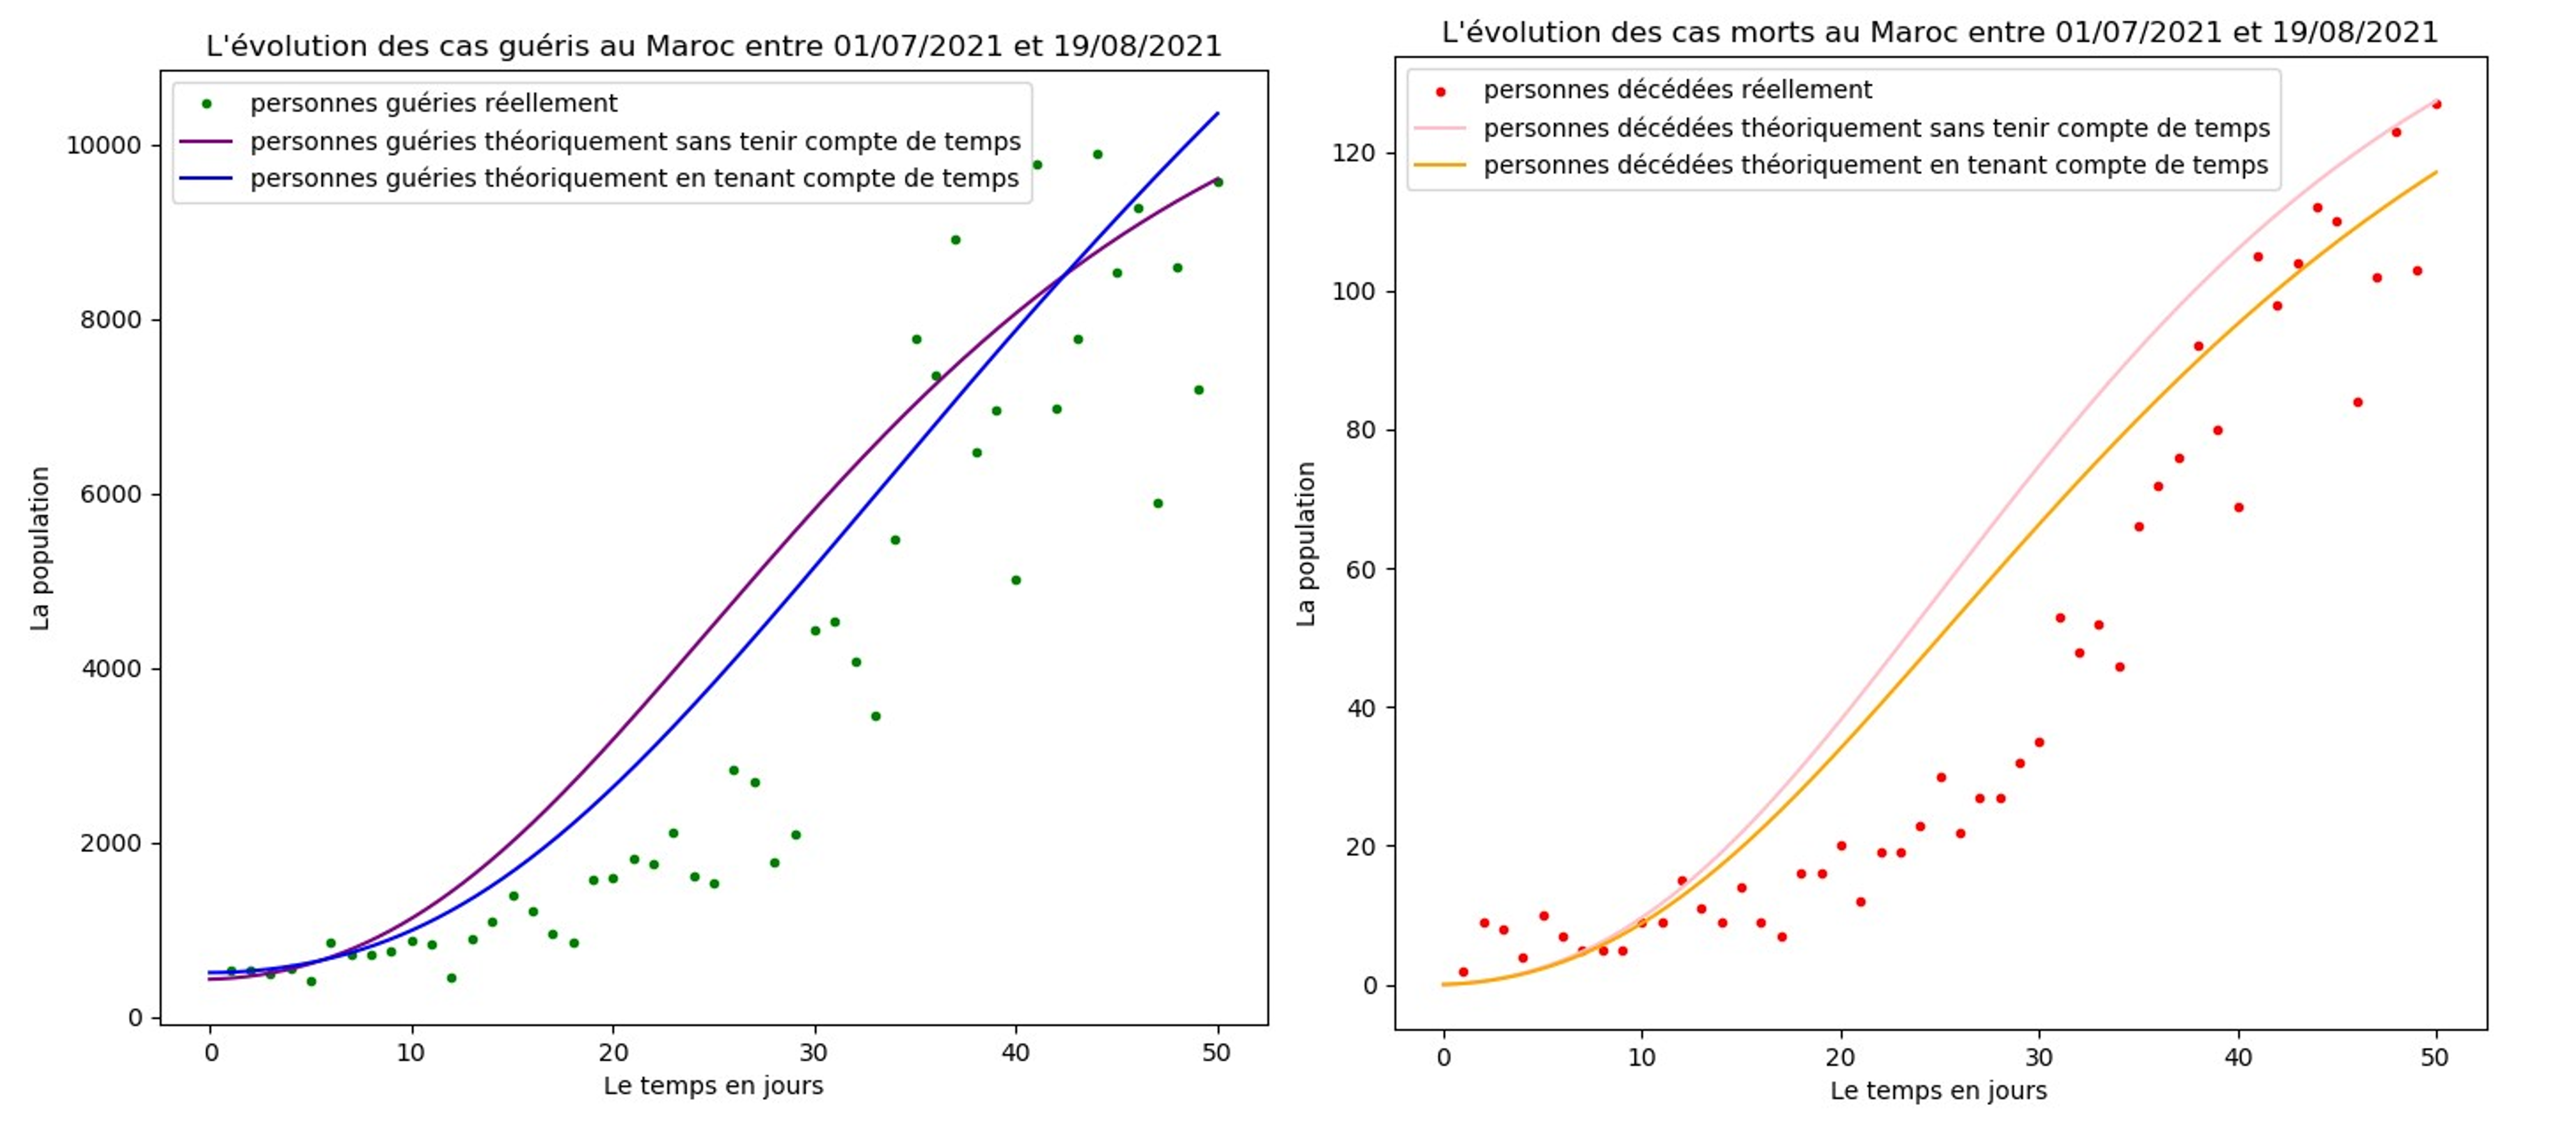 L'évolution des cas guéris au Maroc entre 01/07/2021 et 19/08/2021
personnes guéries réellement
personnes guéries théoriquement sans tenir compte de temps
personnes guéries théoriquement en tenant compte de temps
La population
10000
8000
6000
4000
2000
0
0 10 20 30 40 50
Le temps en jours
L'évolution des cas morts au Maroc entre 01/07/2021 et 19/08/2021
personnes décédées réellement
personnes décédées théoriquement sans tenir compte de temps
personnes décédées théoriquement en tenant compte de temps
La population
120
100
80
60
40
20
0
0 10 20 30 40 50
Le temps en jours